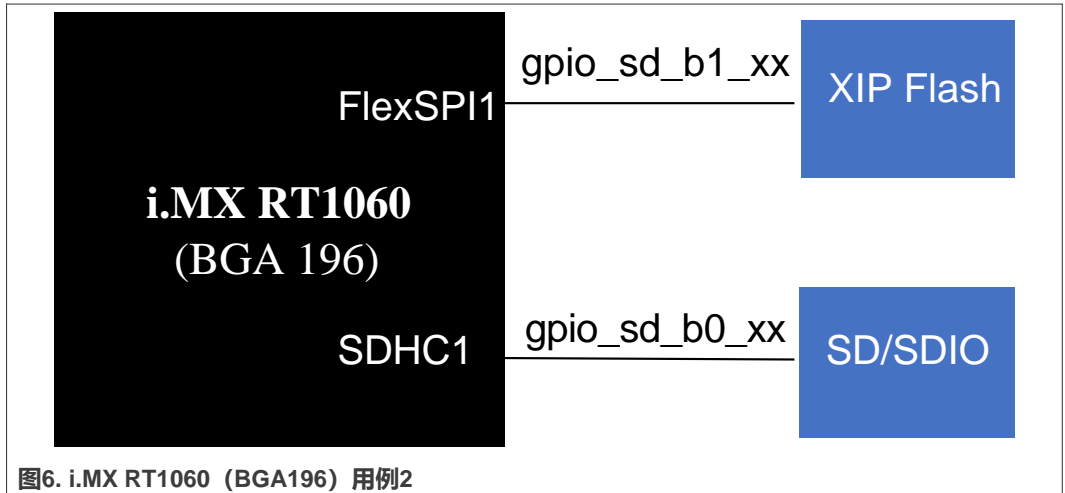 gpio_sd_b1_xx
XIP Flash
FlexSPI1
i.MX RT1060
(BGA 196)
gpio_sd_b0_xx
SDHC1
SD/SDIO
图6. i.MX RT1060（BGA196）用例2